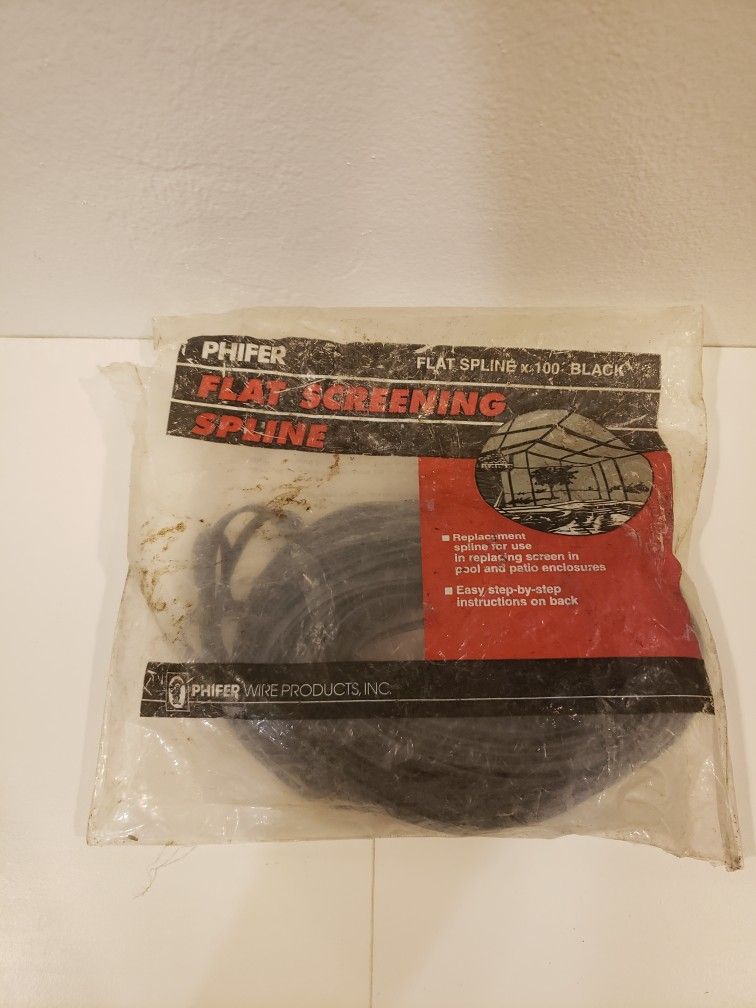 PHIFER
FLAT SPLINE x 100' BLACK
FLAT SCREENING
SPLINE
■ Replacement
spline for use
in replacing screen in
pool and patio enclosures
■ Easy step-by-step
instructions on back
PHIFER WIRE PRODUCTS, INC.